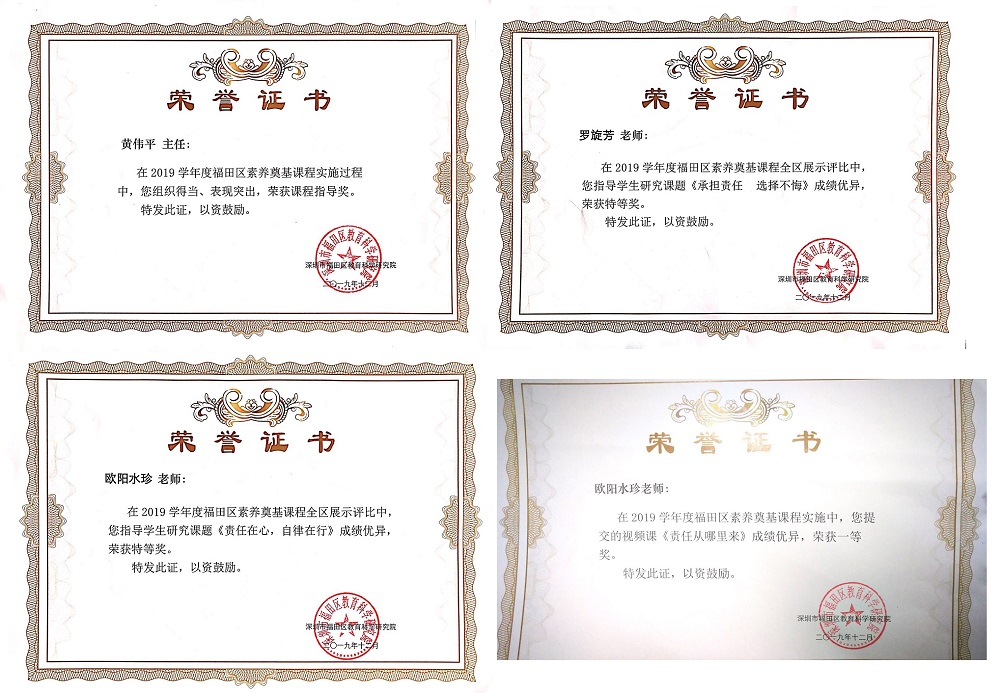 荣誉证书
黄伟平 主任：
在 2019 学年度福田区素养奠基课程实施过程
中，您组织得当、表现突出，荣获课程指导奖。
特发此证，以资鼓励。
深圳市福田区教育科学研究院
二〇一九年十二月
荣誉证书
罗旋芳 老师：
在 2019 学年度福田区素养奠基课程全区展示评比中，
您指导学生研究课题《承担责任　选择不悔》成绩优异，
荣获特等奖。
特发此证，以资鼓励。
深圳市福田区教育科学研究院
二〇一九年十二月
荣誉证书
欧阳水珍 老师：
在 2019 学年度福田区素养奠基课程全区展示评比中，
您指导学生研究课题《责任在心，自律在行》成绩优异，
荣获特等奖。
特发此证，以资鼓励。
深圳市福田区教育科学研究院
二〇一九年十二月
荣誉证书
欧阳水珍老师：
在 2019 学年度福田区素养奠基课程实施中，您提
交的视频课《责任从哪里来》成绩优异，荣获一等
奖。
特发此证，以资鼓励。
深圳市福田区教育科学研究院
二〇一九年十二月